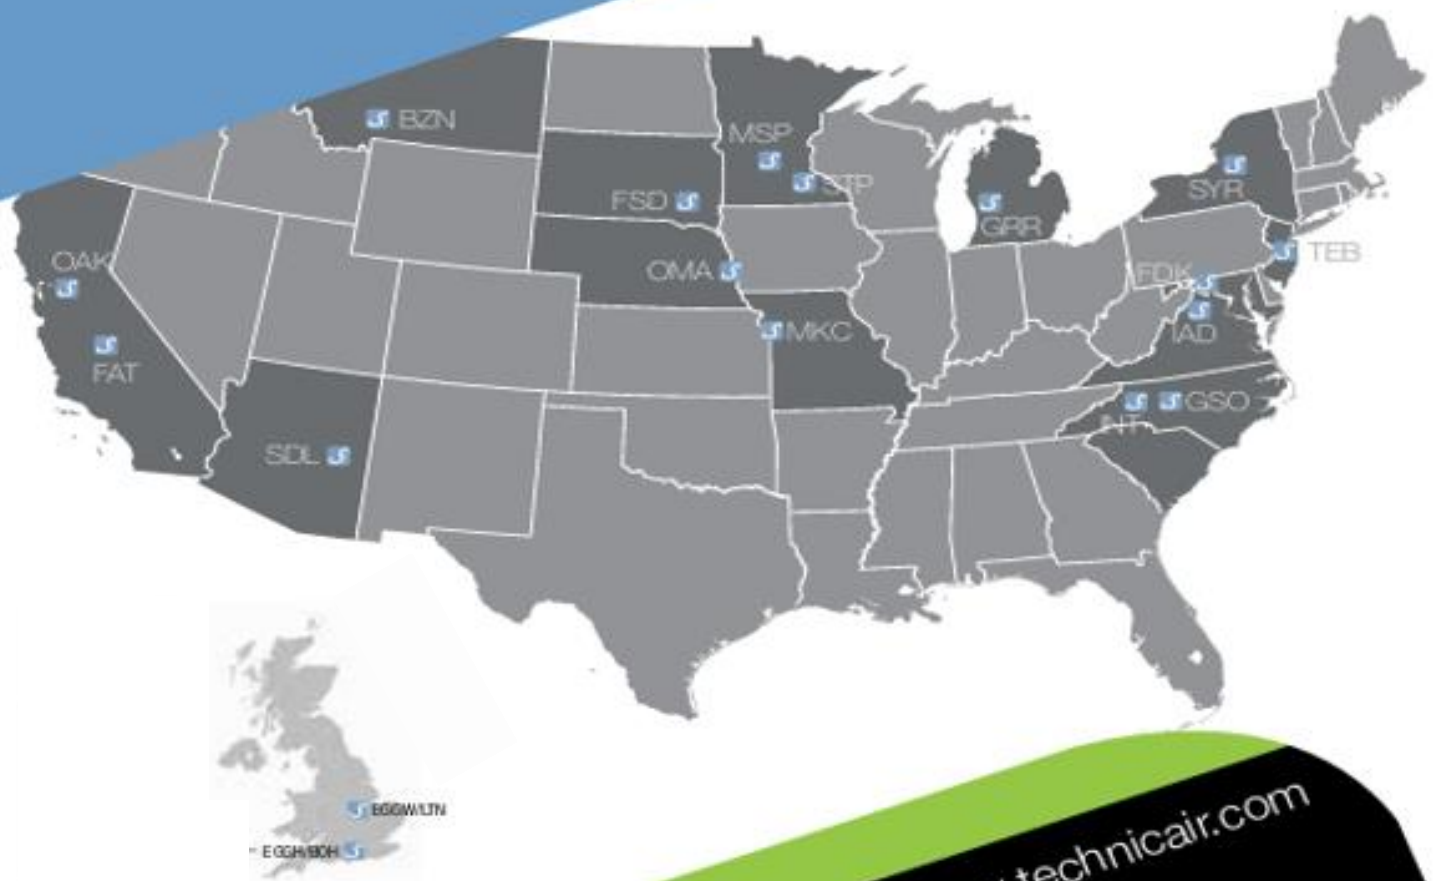 BZN
MSP
STP
FSD
GRR
SYR
OAK
OMA
FDK
TEB
MKC
IAD
FAT
GSO
INT
SDL
EGGW/LTN
EGGH/BOH
technicair.com